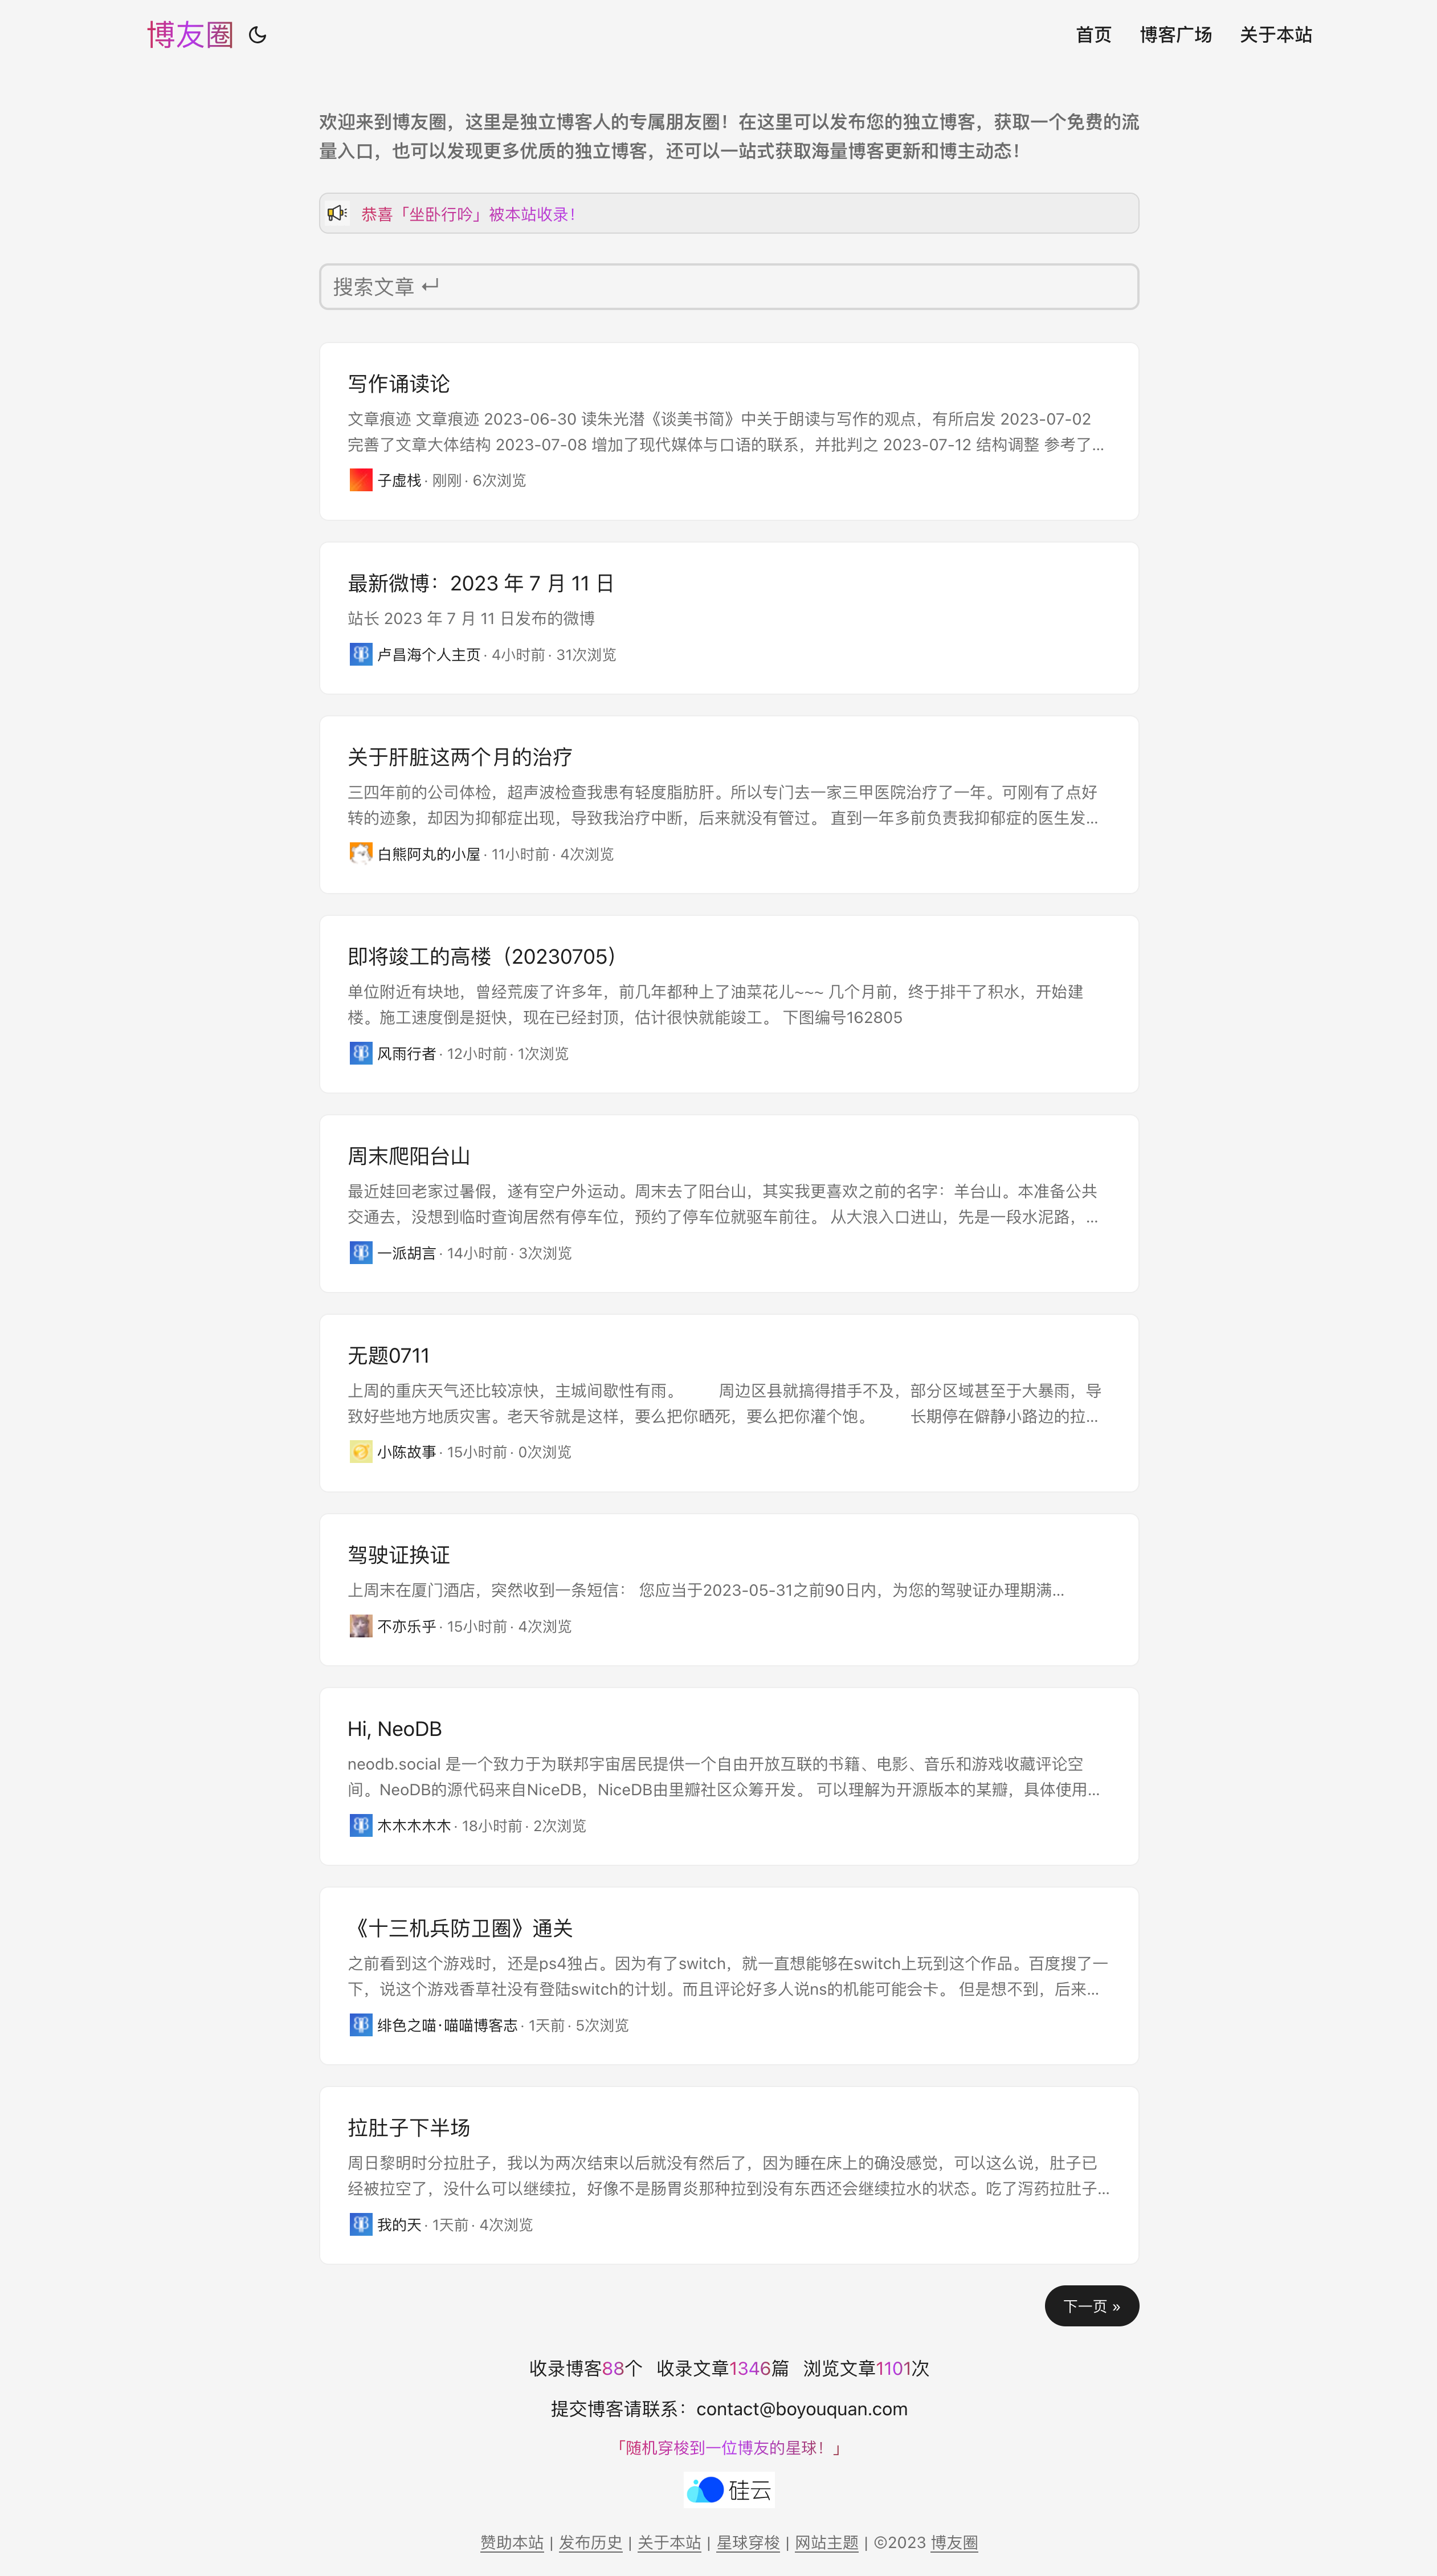 博友圈
首页 博客广场 关于本站
欢迎来到博友圈，这里是独立博客人的专属朋友圈！在这里可以发布您的独立博客，获取一个免费的流
量入口，也可以发现更多优质的独立博客，还可以一站式获取海量博客更新和博主动态！
恭喜「坐卧行吟」被本站收录！
搜索文章 ↵
写作诵读论
文章痕迹 文章痕迹 2023-06-30 读朱光潜《谈美书简》中关于朗读与写作的观点，有所启发 2023-07-02
完善了文章大体结构 2023-07-08 增加了现代媒体与口语的联系，并批判之 2023-07-12 结构调整 参考了...
子虚栈 · 刚刚 · 6次浏览
最新微博：2023 年 7 月 11 日
站长 2023 年 7 月 11 日发布的微博
卢昌海个人主页 · 4小时前 · 31次浏览
关于肝脏这两个月的治疗
三四年前的公司体检，超声波检查我患有轻度脂肪肝。所以专门去一家三甲医院治疗了一年。可刚有了点好
转的迹象，却因为抑郁症出现，导致我治疗中断，后来就没有管过。 直到一年多前负责我抑郁症的医生发...
白熊阿丸的小屋 · 11小时前 · 4次浏览
即将竣工的高楼（20230705）
单位附近有块地，曾经荒废了许多年，前几年都种上了油菜花儿~~~ 几个月前，终于排干了积水，开始建
楼。施工速度倒是挺快，现在已经封顶，估计很快就能竣工。 下图编号162805
风雨行者 · 12小时前 · 1次浏览
周末爬阳台山
最近娃回老家过暑假，遂有空户外运动。周末去了阳台山，其实我更喜欢之前的名字：羊台山。本准备公共
交通去，没想到临时查询居然有停车位，预约了停车位就驱车前往。 从大浪入口进山，先是一段水泥路，...
一派胡言 · 14小时前 · 3次浏览
无题0711
上周的重庆天气还比较凉快，主城间歇性有雨。 周边区县就搞得措手不及，部分区域甚至于大暴雨，导
致好些地方地质灾害。老天爷就是这样，要么把你晒死，要么把你灌个饱。 长期停在僻静小路边的拉...
小陈故事 · 15小时前 · 0次浏览
驾驶证换证
上周末在厦门酒店，突然收到一条短信： 您应当于2023-05-31之前90日内，为您的驾驶证办理期满...
不亦乐乎 · 15小时前 · 4次浏览
Hi, NeoDB
neodb.social 是一个致力于为联邦宇宙居民提供一个自由开放互联的书籍、电影、音乐和游戏收藏评论空
间。NeoDB的源代码来自NiceDB，NiceDB由里瓣社区众筹开发。 可以理解为开源版本的某瓣，具体使用...
木木木木木 · 18小时前 · 2次浏览
《十三机兵防卫圈》通关
之前看到这个游戏时，还是ps4独占。因为有了switch，就一直想能够在switch上玩到这个作品。百度搜了一
下，说这个游戏香草社没有登陆switch的计划。而且评论好多人说ns的机能可能会卡。 但是想不到，后来...
绯色之喵·喵喵博客志 · 1天前 · 5次浏览
拉肚子下半场
周日黎明时分拉肚子，我以为两次结束以后就没有然后了，因为睡在床上的确没感觉，可以这么说，肚子已
经被拉空了，没什么可以继续拉，好像不是肠胃炎那种拉到没有东西还会继续拉水的状态。吃了泻药拉肚子...
我的天 · 1天前 · 4次浏览
下一页 »
收录博客88个 收录文章1346篇 浏览文章1101次
提交博客请联系：contact@boyouquan.com
「随机穿梭到一位博友的星球！」
硅云
赞助本站 | 发布历史 | 关于本站 | 星球穿梭 | 网站主题 | ©2023 博友圈